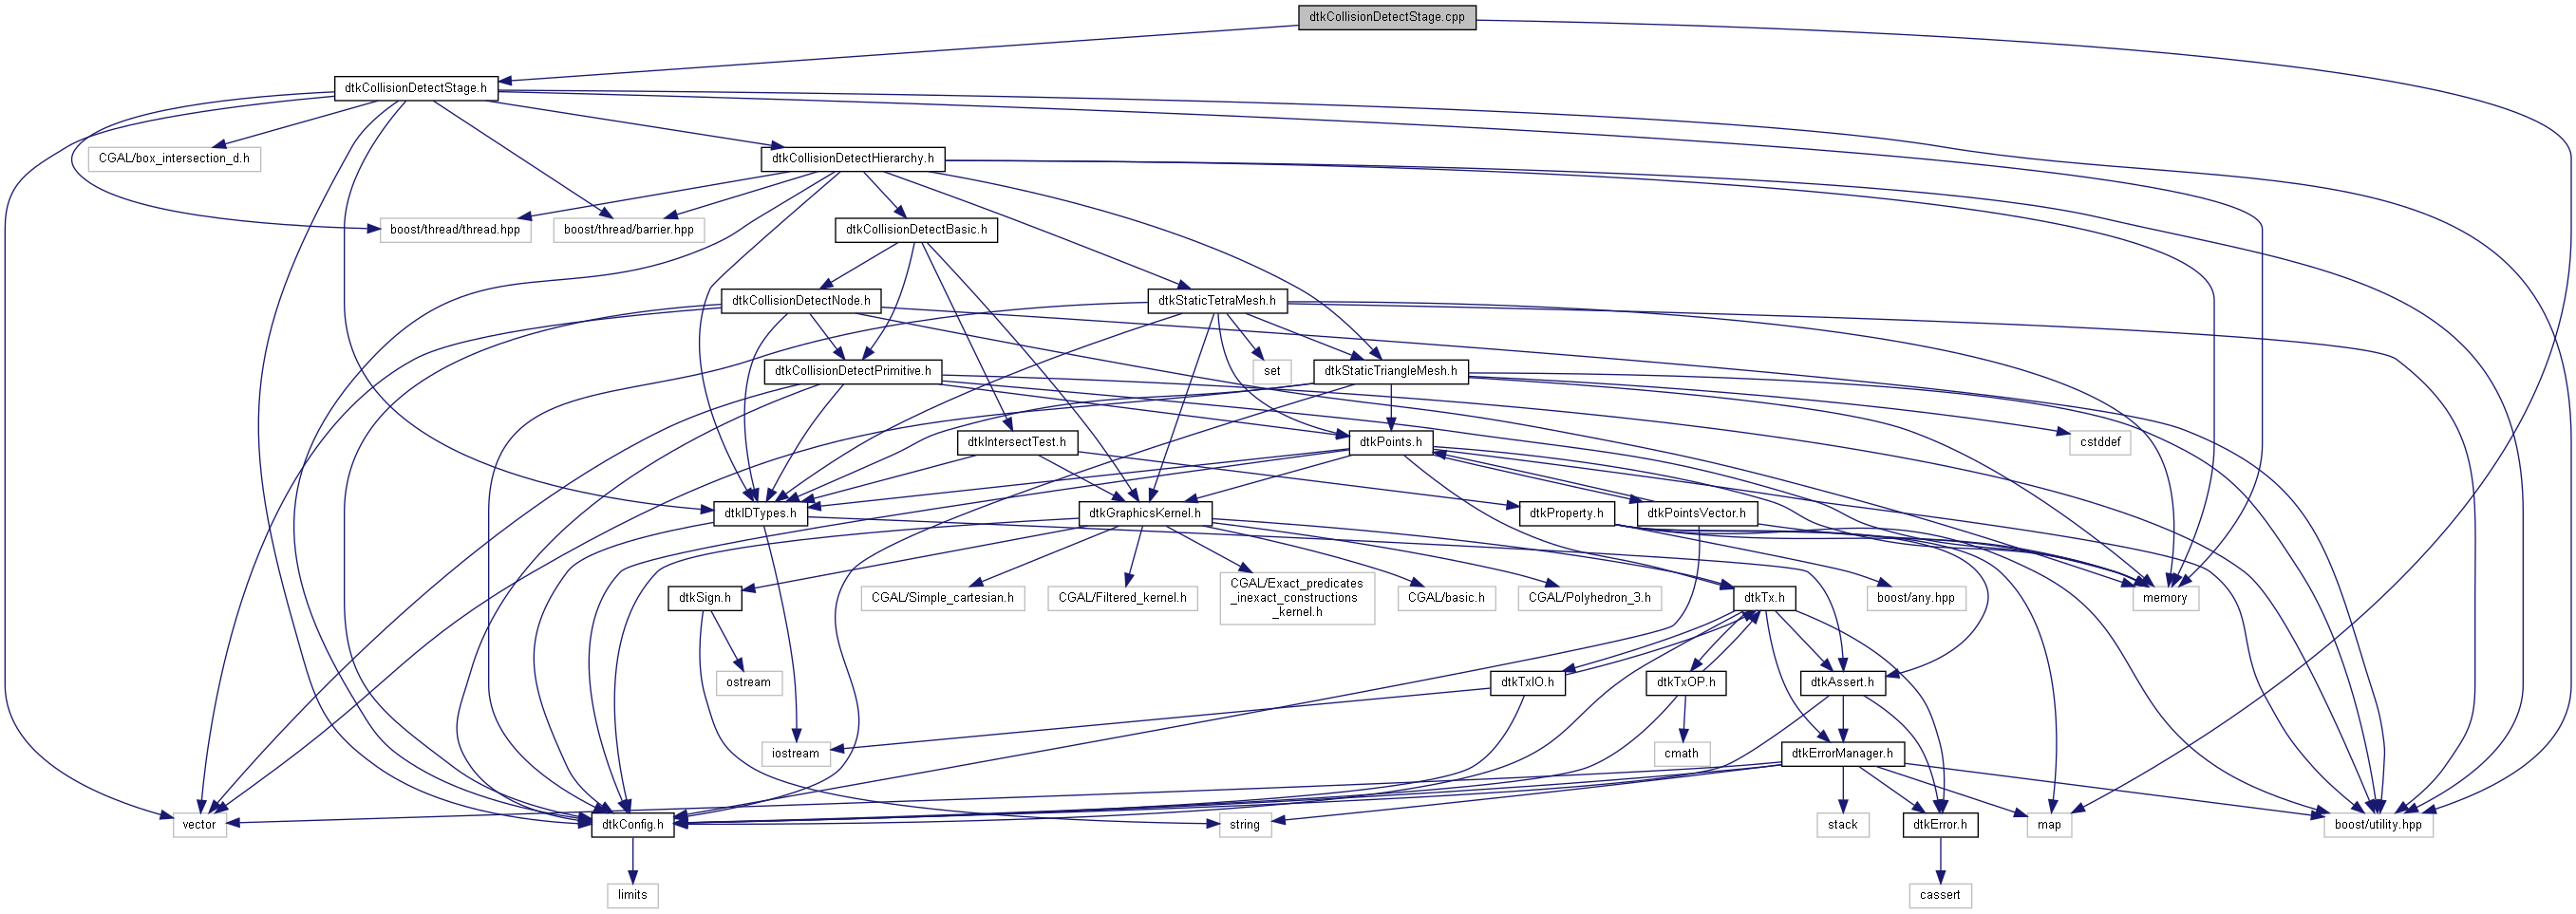 dtkCollisionDetectStage.cpp
dtkCollisionDetectStage.h
CGAL/box_intersection_d.h
dtkCollisionDetectHierarchy.h
boost/thread/thread.hpp
boost/thread/barrier.hpp
dtkCollisionDetectBasic.h
dtkCollisionDetectNode.h
dtkStaticTetraMesh.h
dtkCollisionDetectPrimitive.h
set
dtkStaticTriangleMesh.h
dtkIntersectTest.h
dtkPoints.h
cstddef
dtkIDTypes.h
dtkGraphicsKernel.h
dtkProperty.h
dtkPointsVector.h
dtkSign.h
CGAL/Simple_cartesian.h
CGAL/Filtered_kernel.h
CGAL/Exact_predicates
_inexact_constructions
_kernel.h
CGAL/basic.h
CGAL/Polyhedron_3.h
dtkTx.h
boost/any.hpp
memory
ostream
dtkTxIO.h
dtkTxOP.h
dtkAssert.h
iostream
cmath
dtkErrorManager.h
vector
dtkConfig.h
string
stack
dtkError.h
map
boost/utility.hpp
limits
cassert